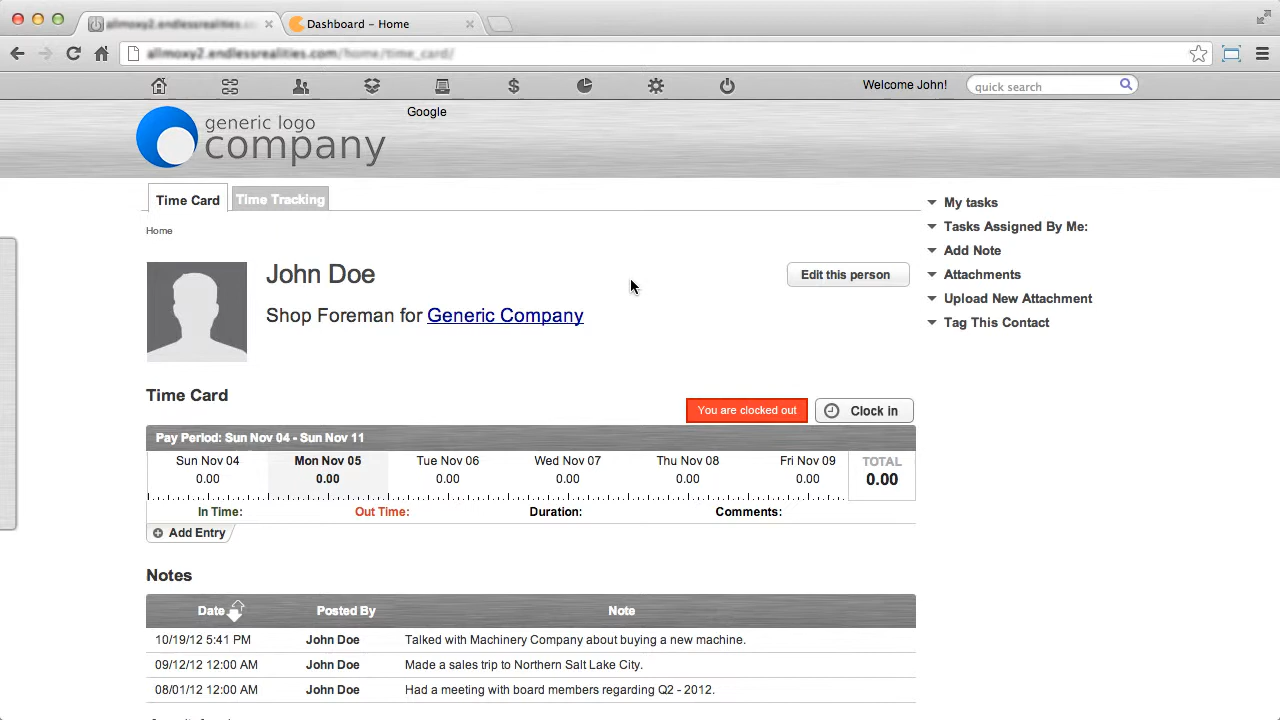 Dashboard - Home
/home/time_card/
Welcome John!
quick search
Google
generic logo
company
Time Card
Time Tracking
Home
John Doe
Edit this person
Shop Foreman for Generic Company
My tasks
Tasks Assigned By Me:
Add Note
Attachments
Upload New Attachment
Tag This Contact
Time Card
You are clocked out
Clock in
Pay Period: Sun Nov 04 - Sun Nov 11
Sun Nov 04 Mon Nov 05 Tue Nov 06 Wed Nov 07 Thu Nov 08 Fri Nov 09 TOTAL
0.00 0.00 0.00 0.00 0.00 0.00 0.00
In Time: Out Time: Duration: Comments:
Add Entry
Notes
Date Posted By Note
10/19/12 5:41 PM John Doe Talked with Machinery Company about buying a new machine.
09/12/12 12:00 AM John Doe Made a sales trip to Northern Salt Lake City.
08/01/12 12:00 AM John Doe Had a meeting with board members regarding Q2 - 2012.